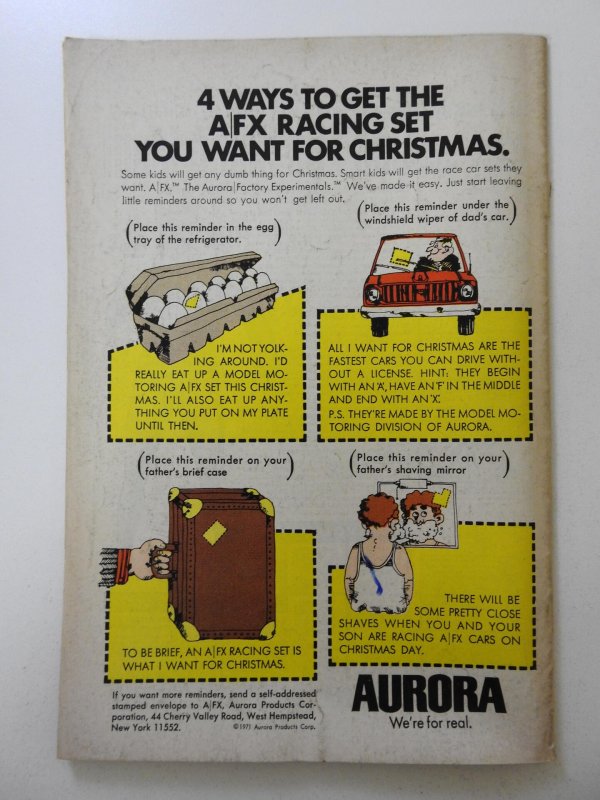 4 WAYS TO GET THE
A|FX RACING SET
YOU WANT FOR CHRISTMAS.
Some kids will get any dumb thing for Christmas. Smart kids will get the race car sets they
want. A|FX.™ The Aurora|Factory Experimentals.™ We've made it easy. Just start leaving
little reminders around so you won't get left out.
(Place this reminder in the egg
tray of the refrigerator.)
I'M NOT YOLK-
ING AROUND. I'D
REALLY EAT UP A MODEL MO-
TORING A|FX SET THIS CHRIST-
MAS. I'LL ALSO EAT UP ANY-
THING YOU PUT ON MY PLATE
UNTIL THEN.
(Place this reminder under the
windshield wiper of dad's car.)
ALL I WANT FOR CHRISTMAS ARE THE
FASTEST CARS YOU CAN DRIVE WITH-
OUT A LICENSE. HINT: THEY BEGIN
WITH AN 'A', HAVE AN 'F' IN THE MIDDLE
AND END WITH AN 'X'.
P.S. THEY'RE MADE BY THE MODEL MO-
TORING DIVISION OF AURORA.
(Place this reminder on your
father's brief case)
TO BE BRIEF, AN A|FX RACING SET IS
WHAT I WANT FOR CHRISTMAS.
(Place this reminder on your
father's shaving mirror)
THERE WILL BE
SOME PRETTY CLOSE
SHAVES WHEN YOU AND YOUR
SON ARE RACING A|FX CARS ON
CHRISTMAS DAY.
If you want more reminders, send a self-addressed
stamped envelope to A|FX, Aurora Products Cor-
poration, 44 Cherry Valley Road, West Hempstead,
New York 11552. ©1971 Aurora Products Corp.
AURORA
We're for real.